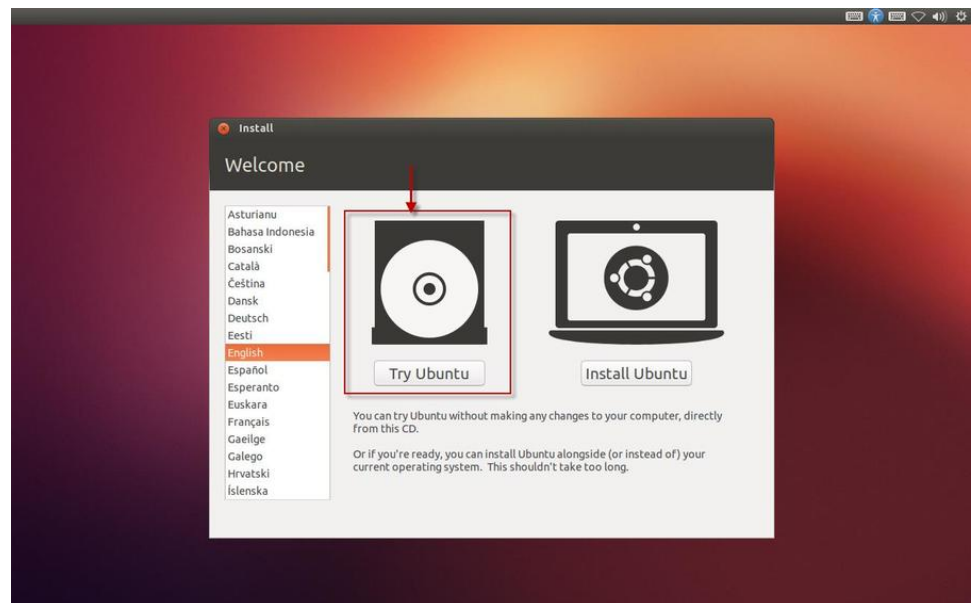 Install
Welcome
Asturianu
Bahasa Indonesia
Bosanski
Català
Čeština
Dansk
Deutsch
Eesti
English
Español
Esperanto
Euskara
Français
Gaeilge
Galego
Hrvatski
Íslenska
Try Ubuntu
Install Ubuntu
You can try Ubuntu without making any changes to your computer, directly
from this CD.
Or if you're ready, you can install Ubuntu alongside (or instead of) your
current operating system. This shouldn't take too long.